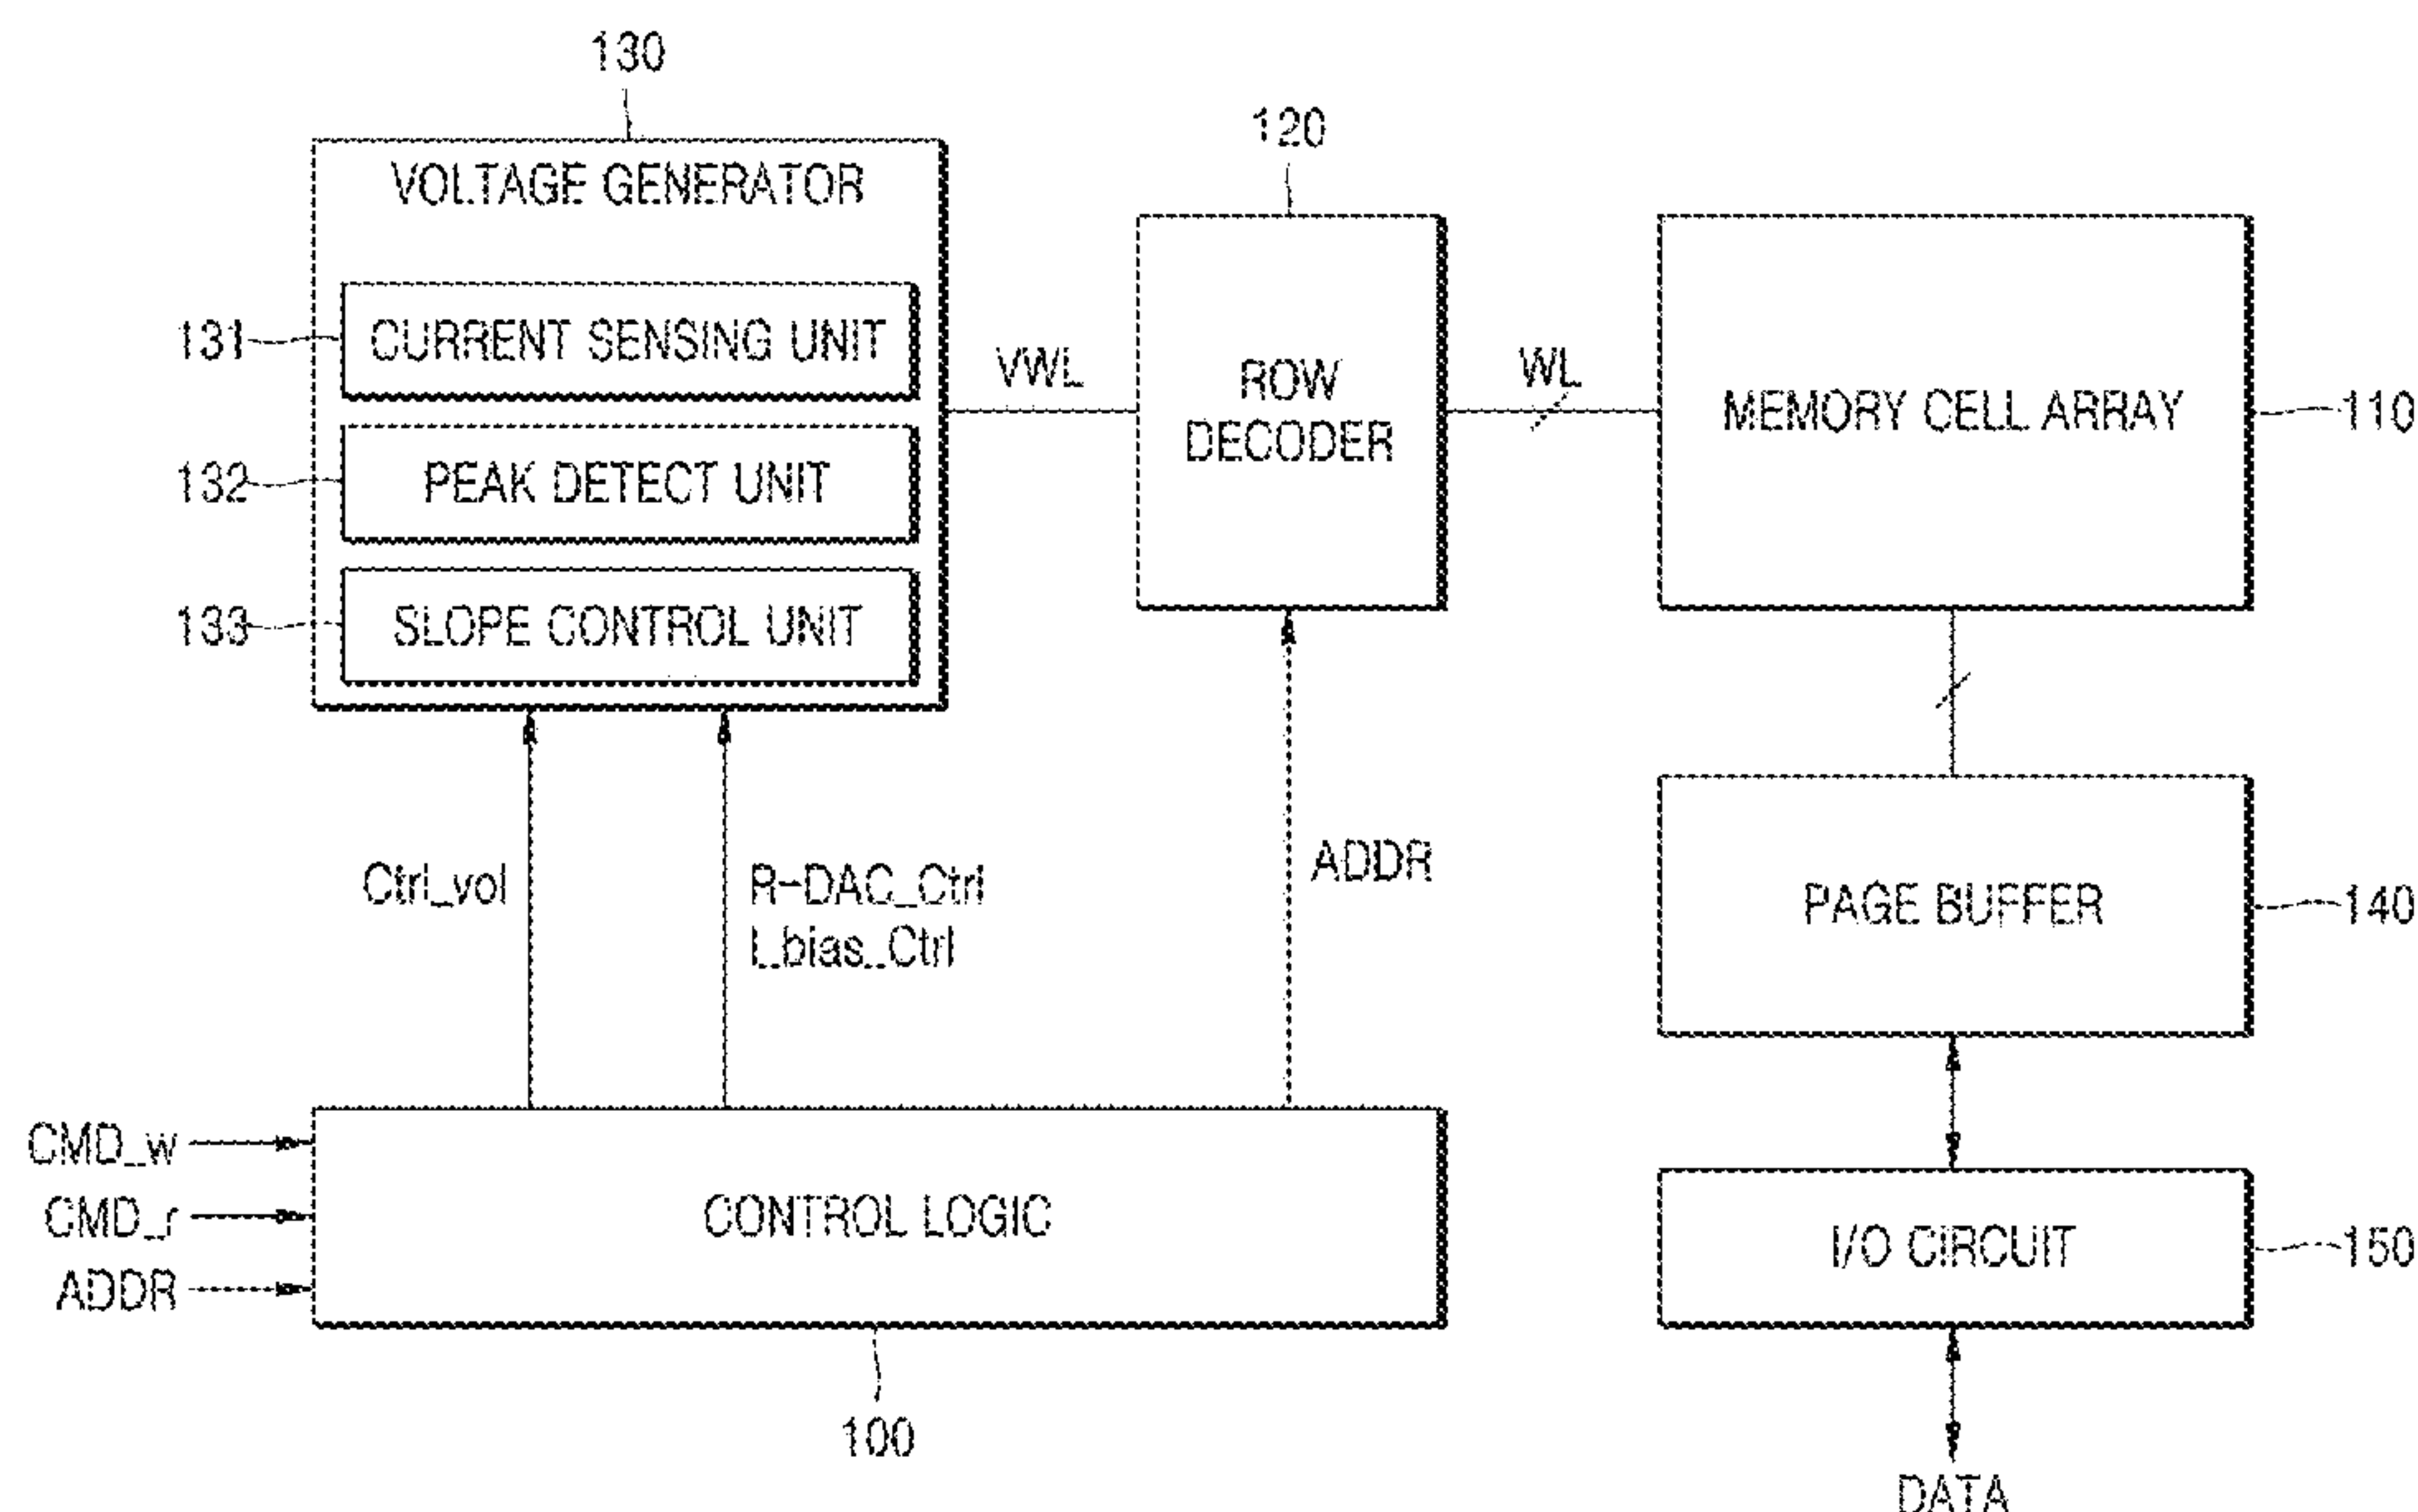 130
VOLTAGE GENERATOR
120
131
CURRENT SENSING UNIT
VWL
ROW
DECODER
WL
MEMORY CELL ARRAY
110
132
PEAK DETECT UNIT
133
SLOPE CONTROL UNIT
Ctrl_vol
R-DAC_Ctrl
I_bias_Ctrl
ADDR
PAGE BUFFER
140
CMD_w
CMD_r
ADDR
CONTROL LOGIC
I/O CIRCUIT
150
100
DATA